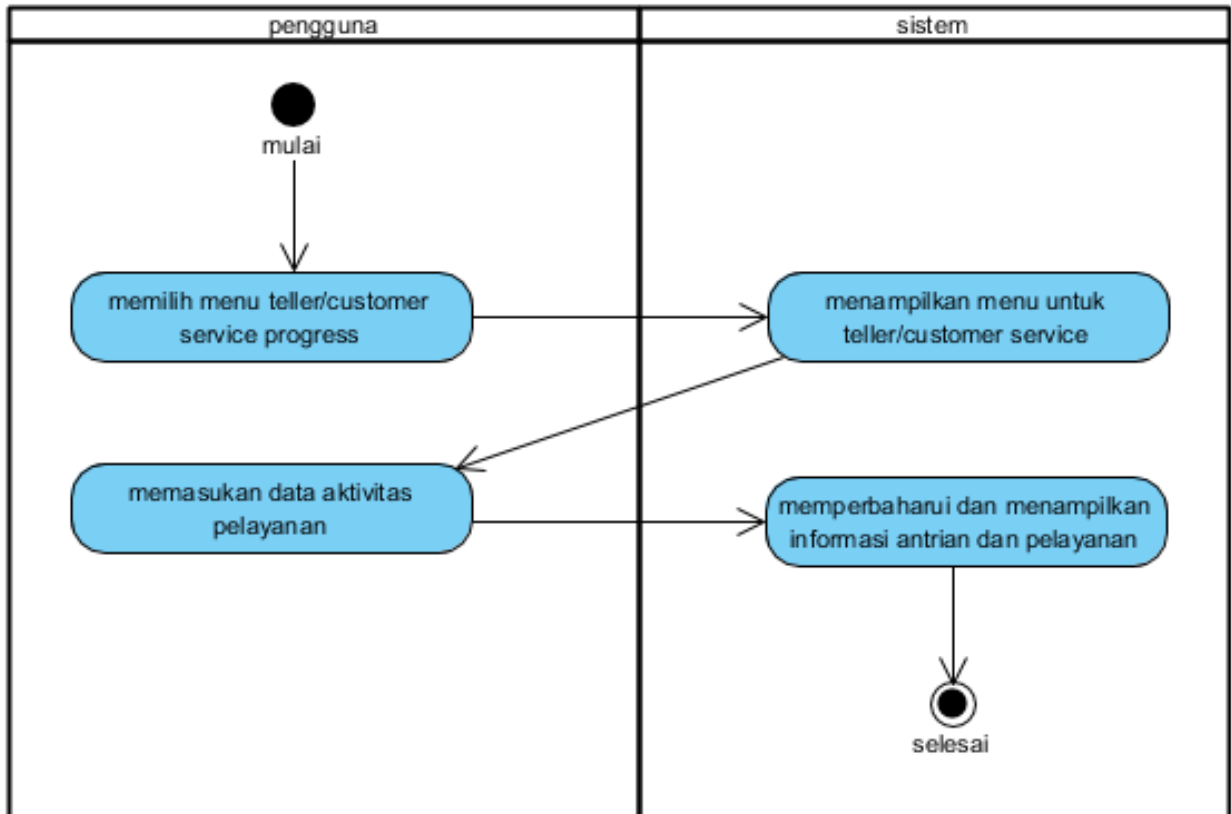 pengguna
sistem
mulai
memilih menu teller/customer
service progress
menampilkan menu untuk
teller/customer service
memasukan data aktivitas
pelayanan
memperbaharui dan menampilkan
informasi antrian dan pelayanan
selesai